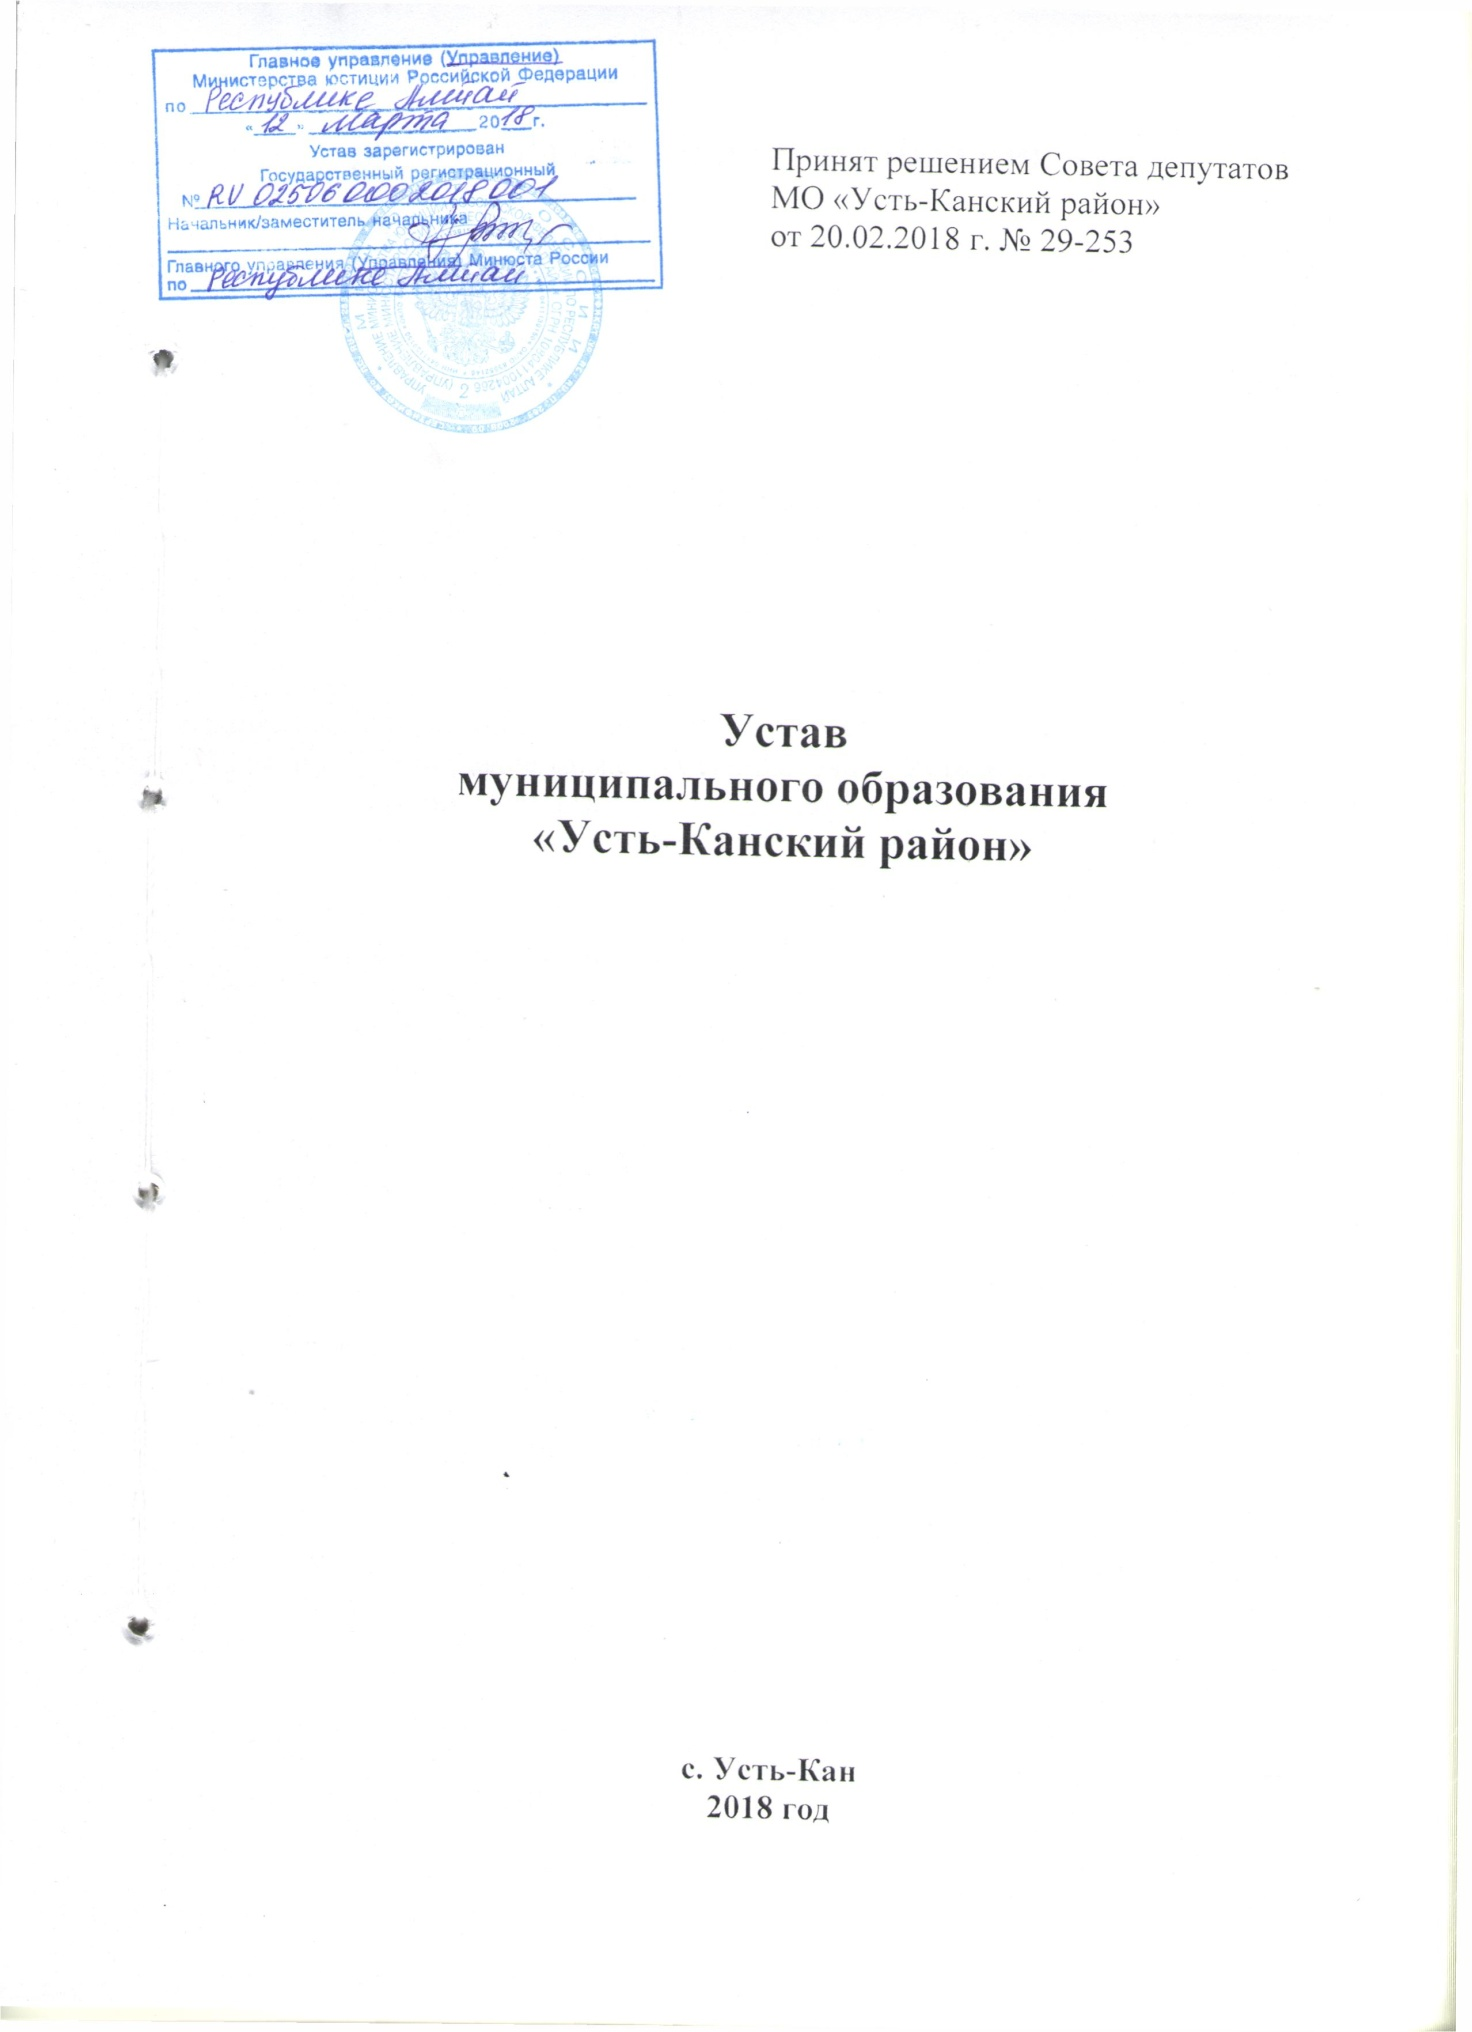 Главное управление (Управление)
Министерства юстиции Российской Федерации
по Республике Алтай
«12» марта 2018 г.
Устав зарегистрирован
Государственный регистрационный
№ RU 025060002018001
Начальник/заместитель начальника
Главного управления (Управления) Минюста России
по Республике Алтай
Принят решением Совета депутатов
МО «Усть-Канский район»
от 20.02.2018 г. № 29-253
Устав
муниципального образования
«Усть-Канский район»
с. Усть-Кан
2018 год